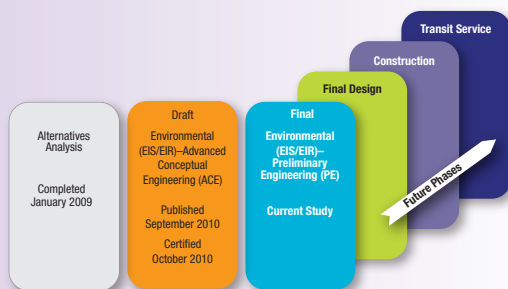 Alternatives
Analysis
Completed
January 2009
Draft
Environmental
(EIS/EIR)–Advanced
Conceptual
Engineering (ACE)
Published
September 2010
Certified
October 2010
Final
Environmental
(EIS/EIR)–
Preliminary
Engineering (PE)
Current Study
Final Design
Construction
Transit Service
Future Phases